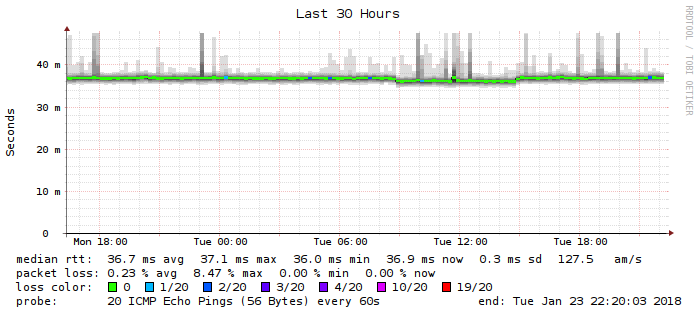 Last 30 Hours
RRDTOOL / TOBI OETIKER
Seconds
40 m
30 m
20 m
10 m
0
Mon 18:00 Tue 00:00 Tue 06:00 Tue 12:00 Tue 18:00
median rtt: 36.7 ms avg 37.1 ms max 36.0 ms min 36.9 ms now 0.3 ms sd 127.5 am/s
packet loss: 0.23 % avg 8.47 % max 0.00 % min 0.00 % now
loss color: 0 1/20 2/20 3/20 4/20 10/20 19/20
probe: 20 ICMP Echo Pings (56 Bytes) every 60s end: Tue Jan 23 22:20:03 2018